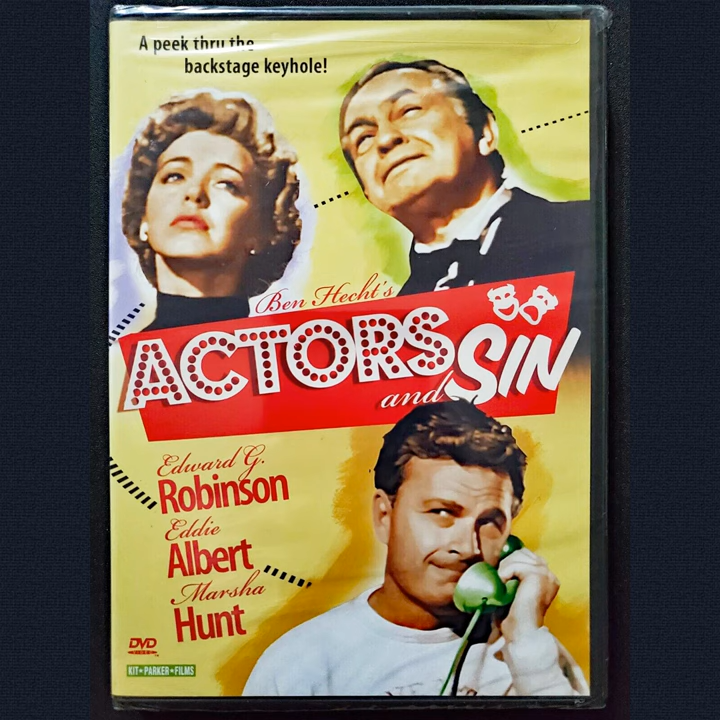 A peek thru the
backstage keyhole!
Ben Hecht's
ACTORS
and SIN
Edward G.
Robinson
Eddie
Albert
Marsha
Hunt
DVD
KIT•PARKER•FILMS